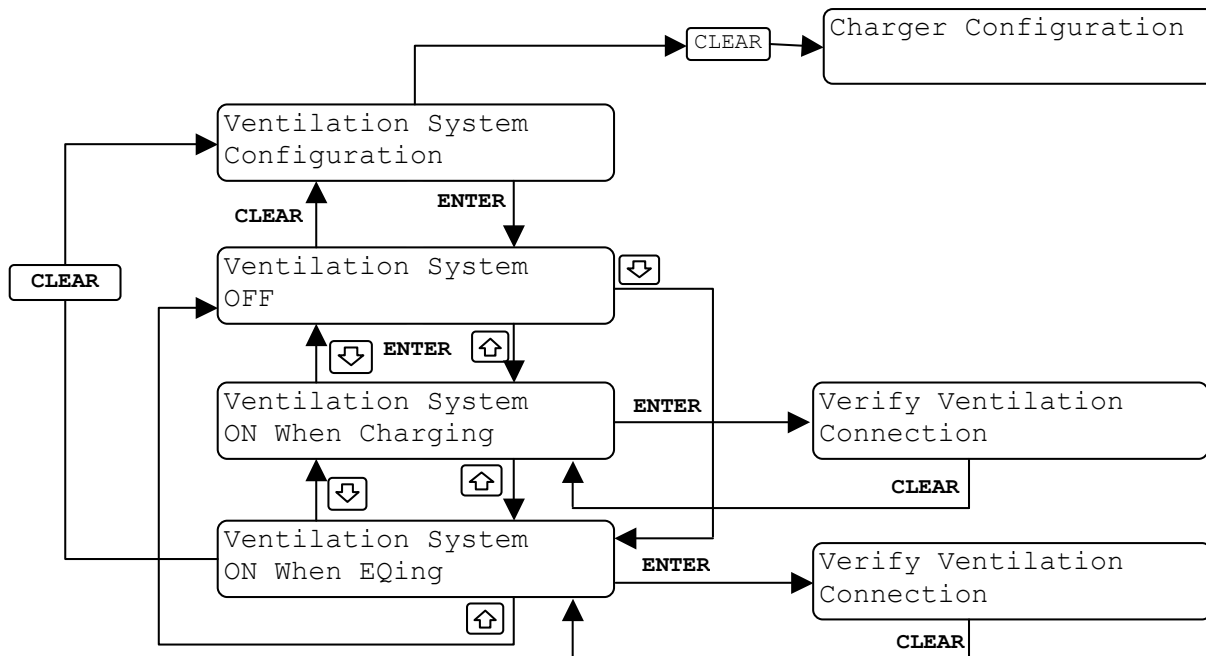 Charger Configuration
CLEAR
Ventilation System
Configuration
CLEAR
ENTER
Ventilation System
OFF
CLEAR
ENTER
Ventilation System
ON When Charging
ENTER
Verify Ventilation
Connection
CLEAR
Ventilation System
ON When EQing
ENTER
Verify Ventilation
Connection
CLEAR